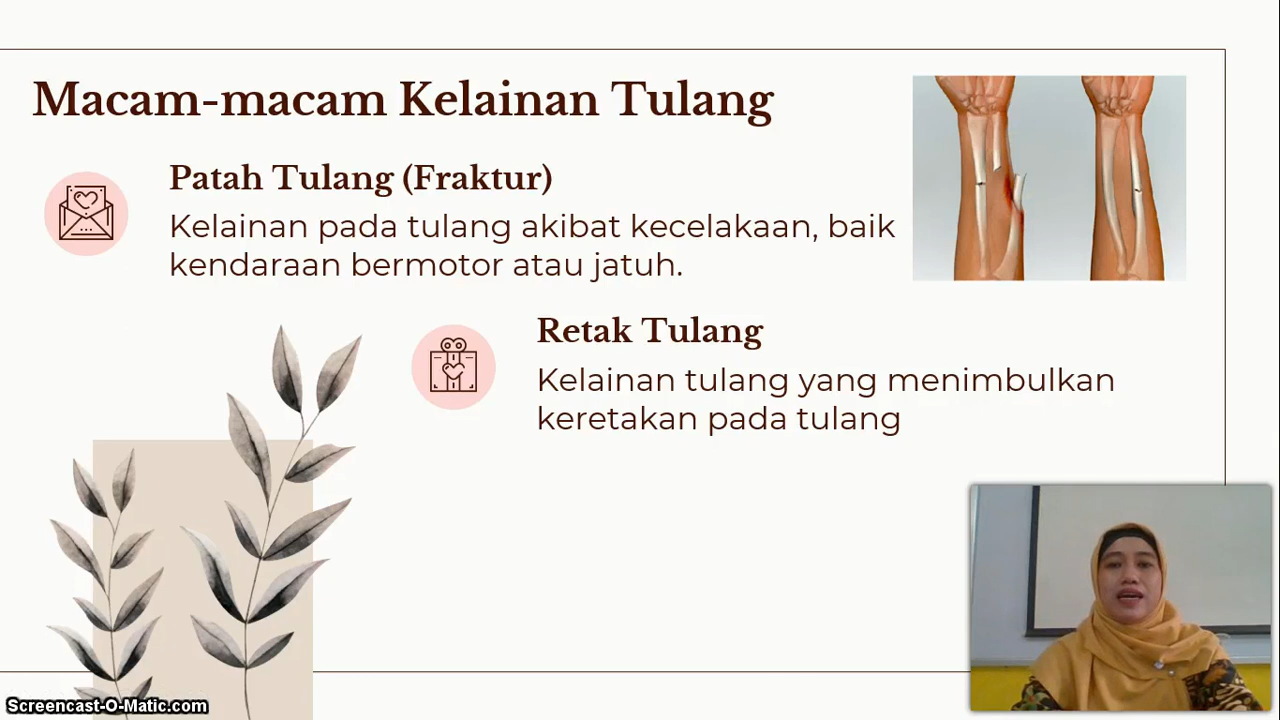 Macam-macam Kelainan Tulang
Patah Tulang (Fraktur)
Kelainan pada tulang akibat kecelakaan, baik
kendaraan bermotor atau jatuh.
Retak Tulang
Kelainan tulang yang menimbulkan
keretakan pada tulang
Screencast-O-Matic.com